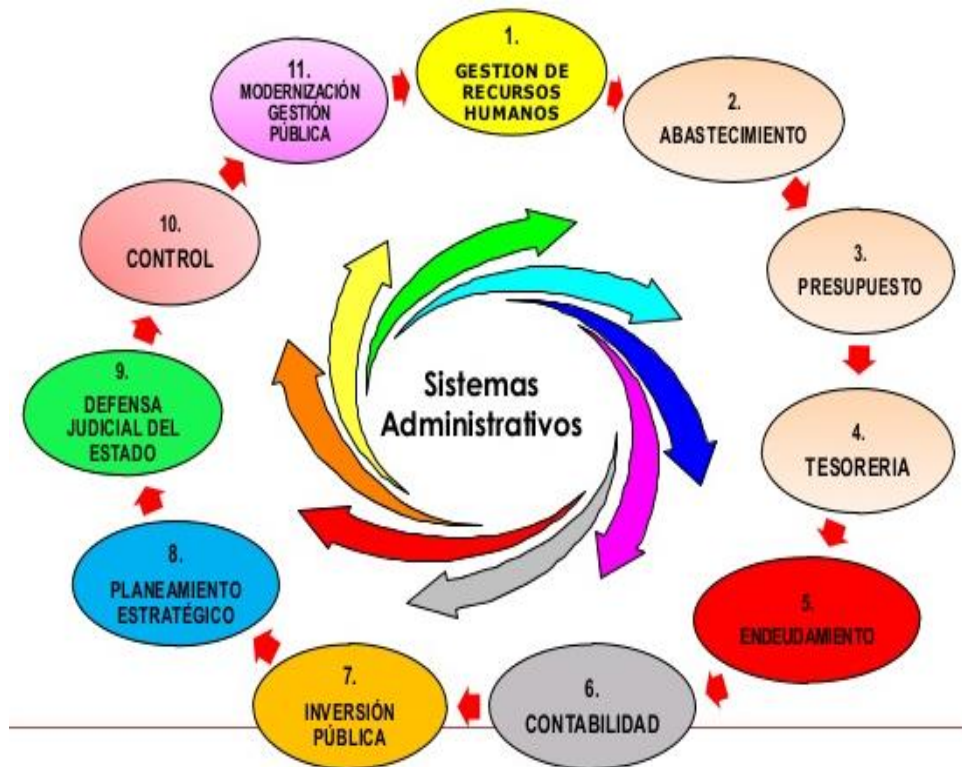 1.
GESTION DE
RECURSOS
HUMANOS
2.
ABASTECIMIENTO
3.
PRESUPUESTO
4.
TESORERIA
5.
ENDEUDAMIENTO
6.
CONTABILIDAD
7.
INVERSIÓN
PÚBLICA
8.
PLANEAMIENTO
ESTRATÉGICO
9.
DEFENSA
JUDICIAL DEL
ESTADO
10.
CONTROL
11.
MODERNIZACIÓN
GESTIÓN
PÚBLICA
Sistemas
Administrativos